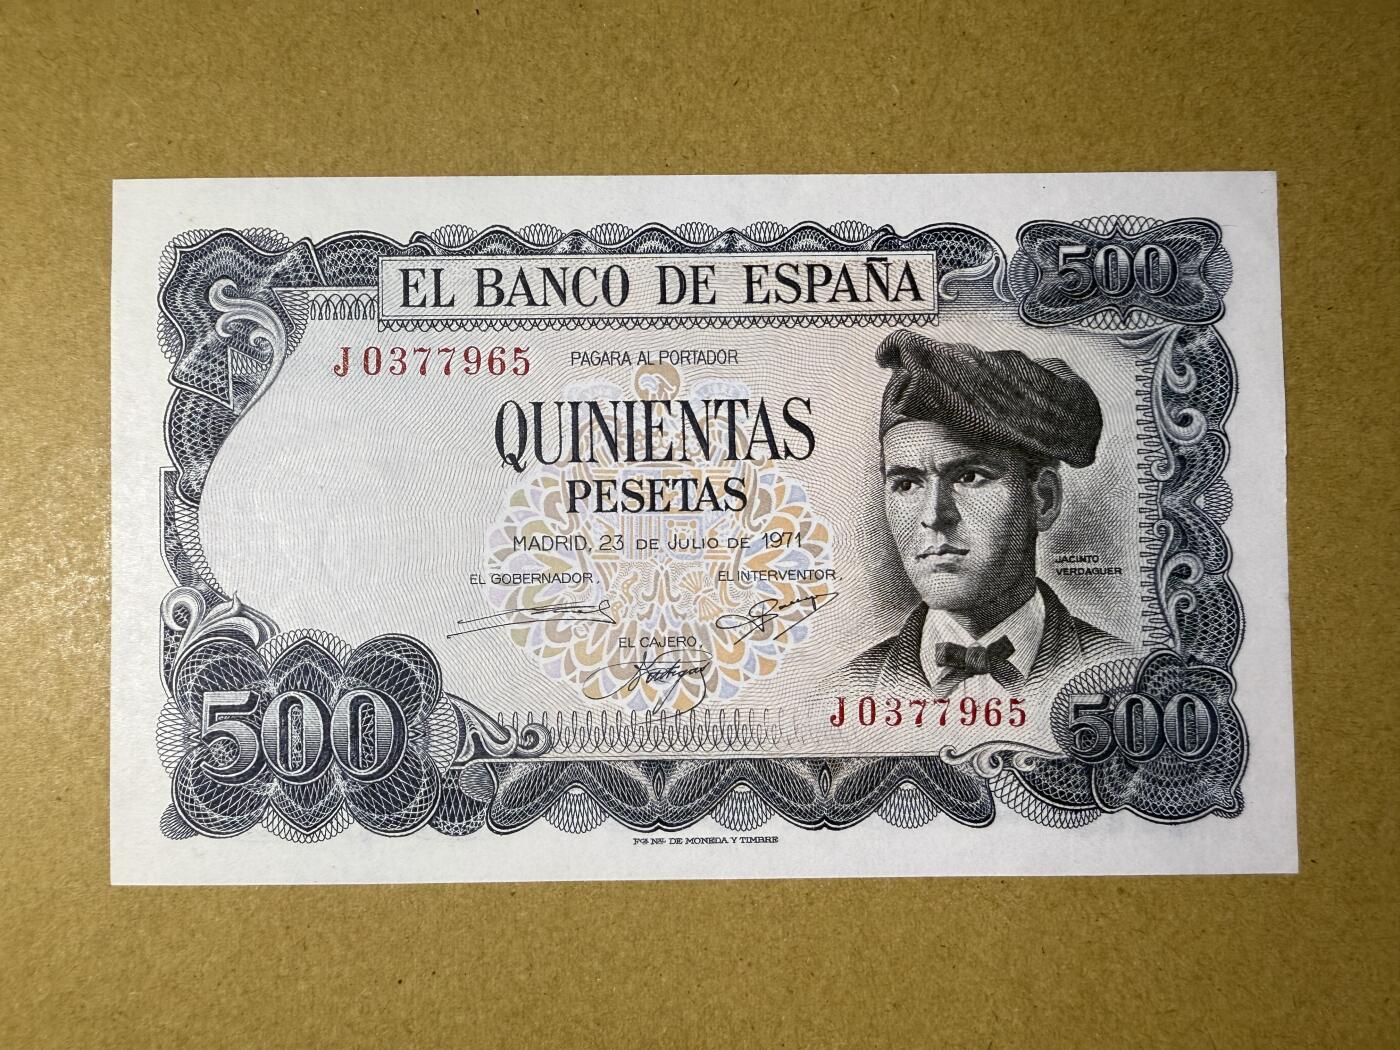 EL BANCO DE ESPAÑA
500
J0377965
PAGARA AL PORTADOR
QUINIENTAS
PESETAS
MADRID, 23 DE JULIO DE 1971
EL GOBERNADOR,
EL INTERVENTOR,
EL CAJERO,
JACINTO
VERDAGUER
J0377965
500
500
Fca. Nal. DE MONEDA Y TIMBRE